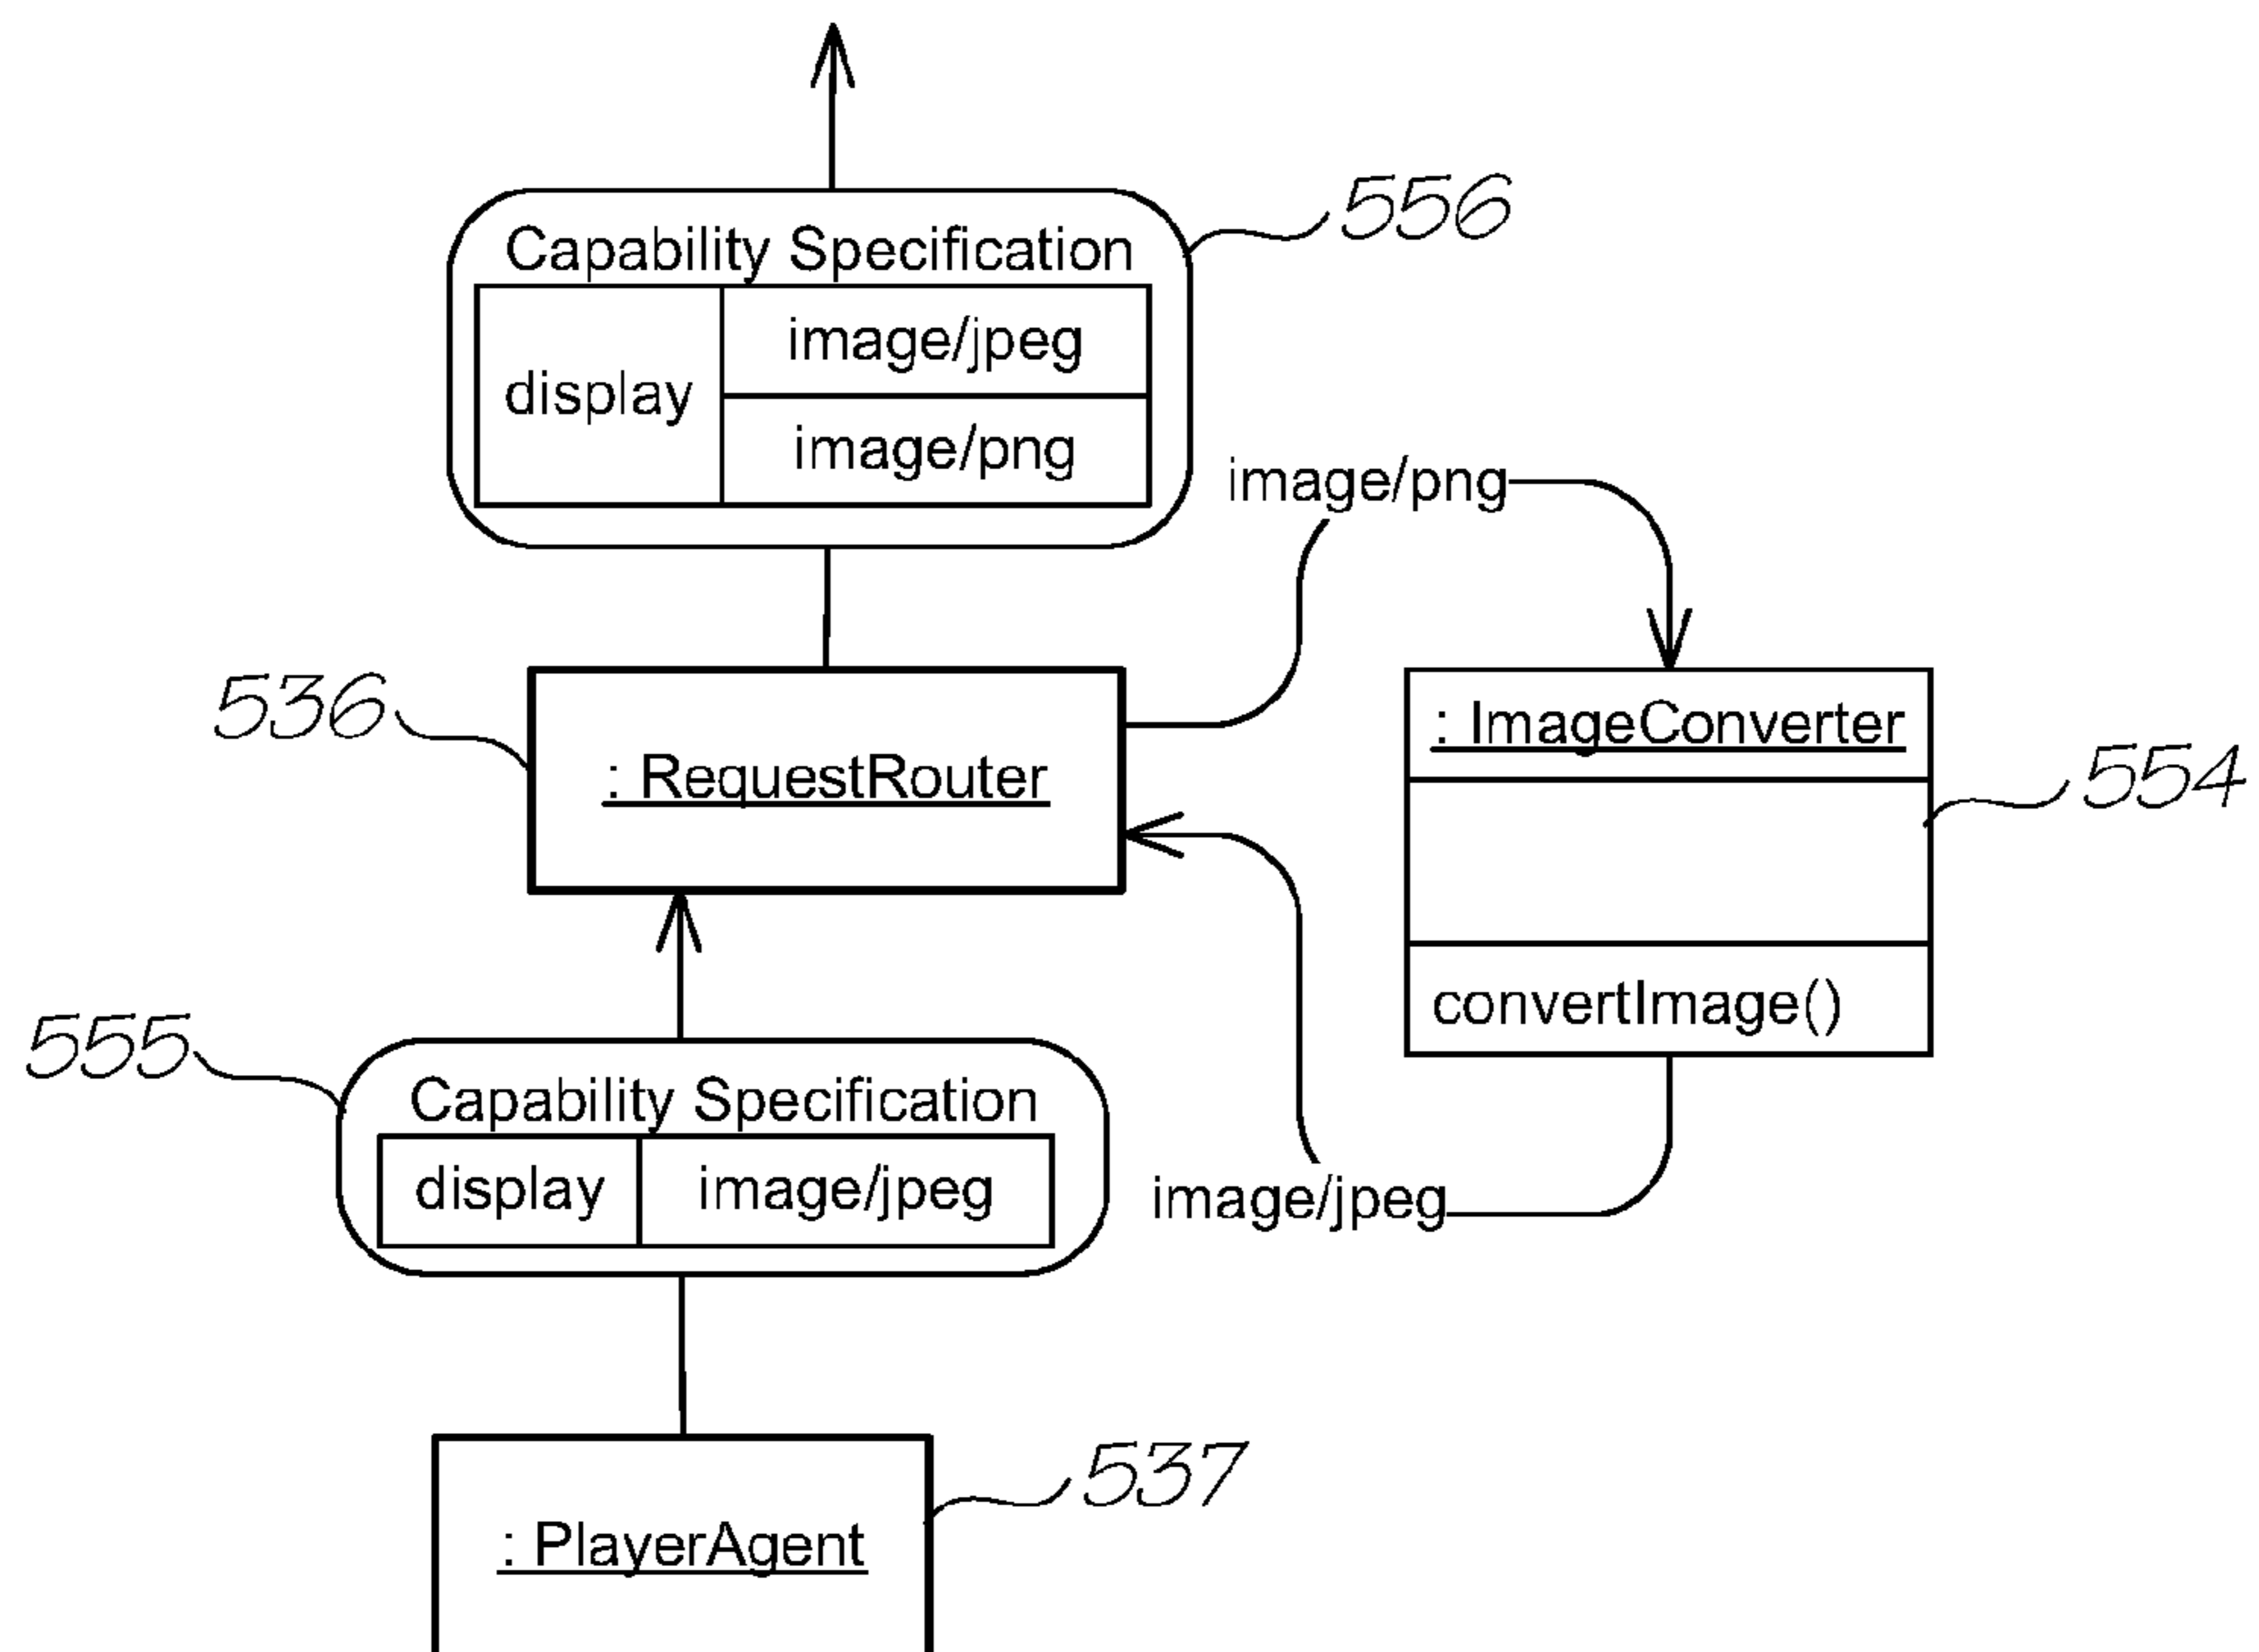 Capability Specification
556
display
image/jpeg
image/png
image/png
536
: RequestRouter
: ImageConverter
554
convertImage()
555
Capability Specification
display
image/jpeg
image/jpeg
537
: PlayerAgent